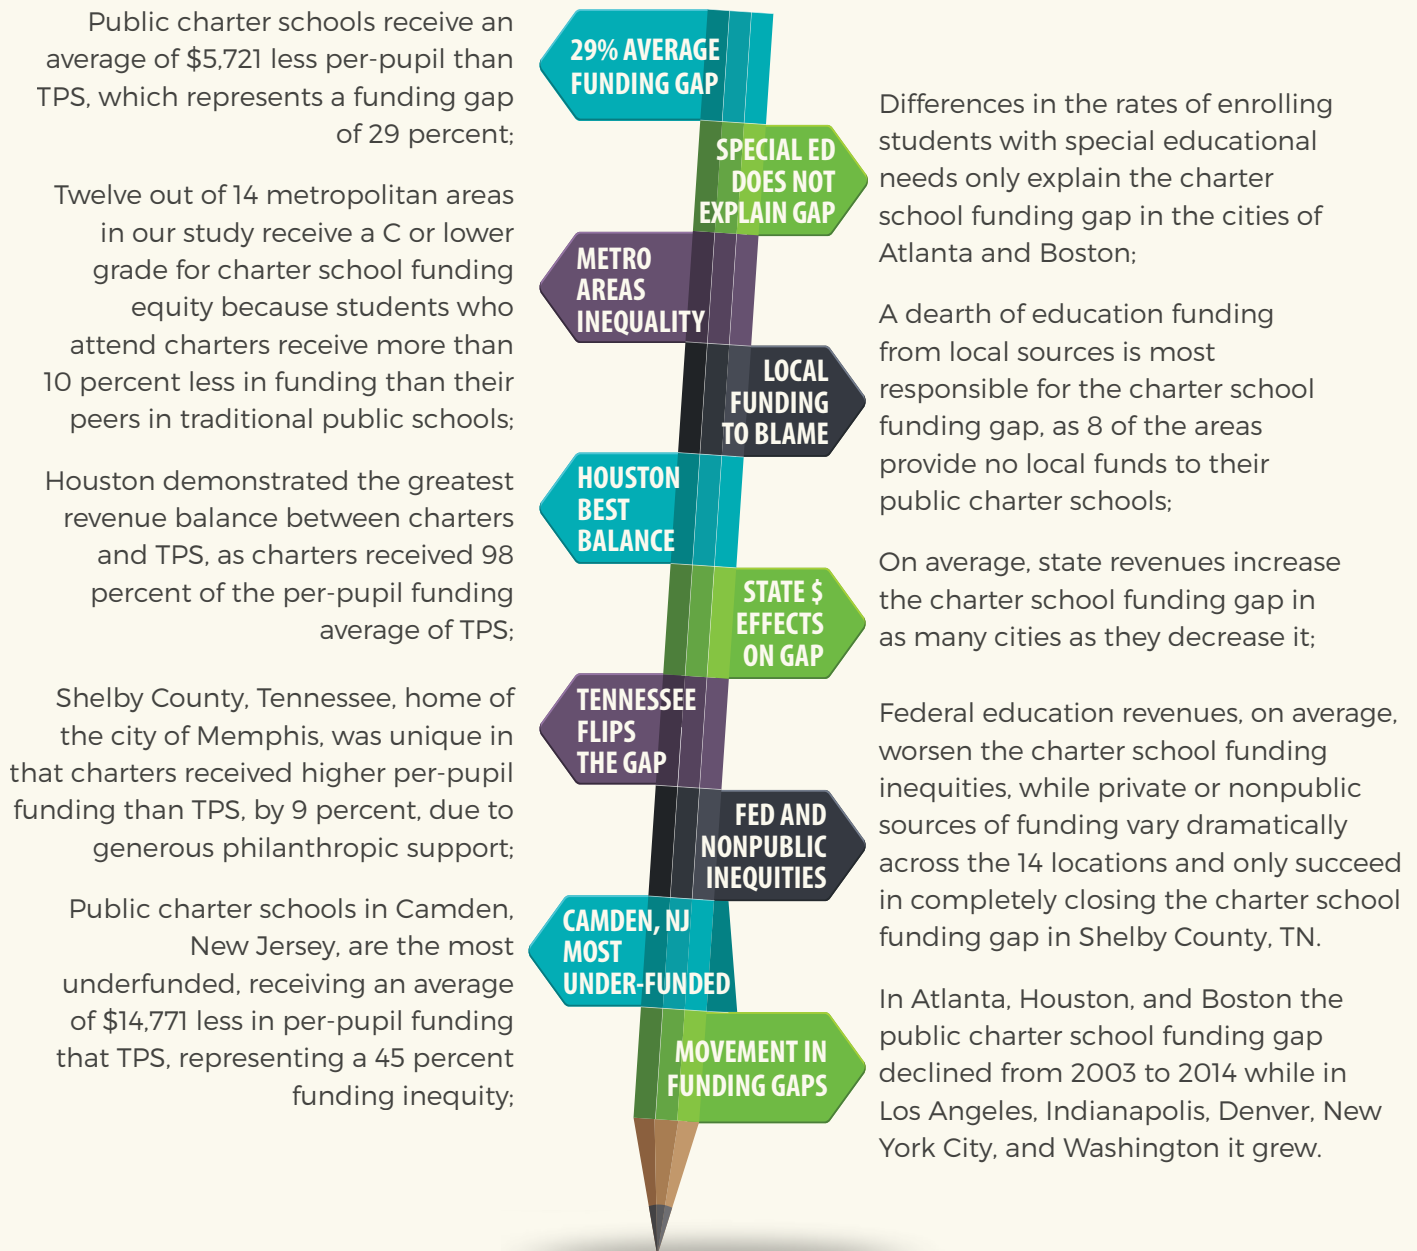 Public charter schools receive an
average of $5,721 less per-pupil than
TPS, which represents a funding gap
of 29 percent;
29% AVERAGE
FUNDING GAP
SPECIAL ED
DOES NOT
EXPLAIN GAP
Differences in the rates of enrolling
students with special educational
needs only explain the charter
school funding gap in the cities of
Atlanta and Boston;
Twelve out of 14 metropolitan areas
in our study receive a C or lower
grade for charter school funding
equity because students who
attend charters receive more than
10 percent less in funding than their
peers in traditional public schools;
METRO
AREAS
INEQUALITY
LOCAL
FUNDING
TO BLAME
A dearth of education funding
from local sources is most
responsible for the charter school
funding gap, as 8 of the areas
provide no local funds to their
public charter schools;
Houston demonstrated the greatest
revenue balance between charters
and TPS, as charters received 98
percent of the per-pupil funding
average of TPS;
HOUSTON
BEST
BALANCE
STATE $
EFFECTS
ON GAP
On average, state revenues increase
the charter school funding gap in
as many cities as they decrease it;
Shelby County, Tennessee, home of
the city of Memphis, was unique in
that charters received higher per-pupil
funding than TPS, by 9 percent, due to
generous philanthropic support;
TENNESSEE
FLIPS
THE GAP
FED AND
NONPUBLIC
INEQUITIES
Federal education revenues, on average,
worsen the charter school funding
inequities, while private or nonpublic
sources of funding vary dramatically
across the 14 locations and only succeed
in completely closing the charter school
funding gap in Shelby County, TN.
Public charter schools in Camden,
New Jersey, are the most
underfunded, receiving an average
of $14,771 less in per-pupil funding
that TPS, representing a 45 percent
funding inequity;
CAMDEN, NJ
MOST
UNDER-FUNDED
MOVEMENT IN
FUNDING GAPS
In Atlanta, Houston, and Boston the
public charter school funding gap
declined from 2003 to 2014 while in
Los Angeles, Indianapolis, Denver, New
York City, and Washington it grew.